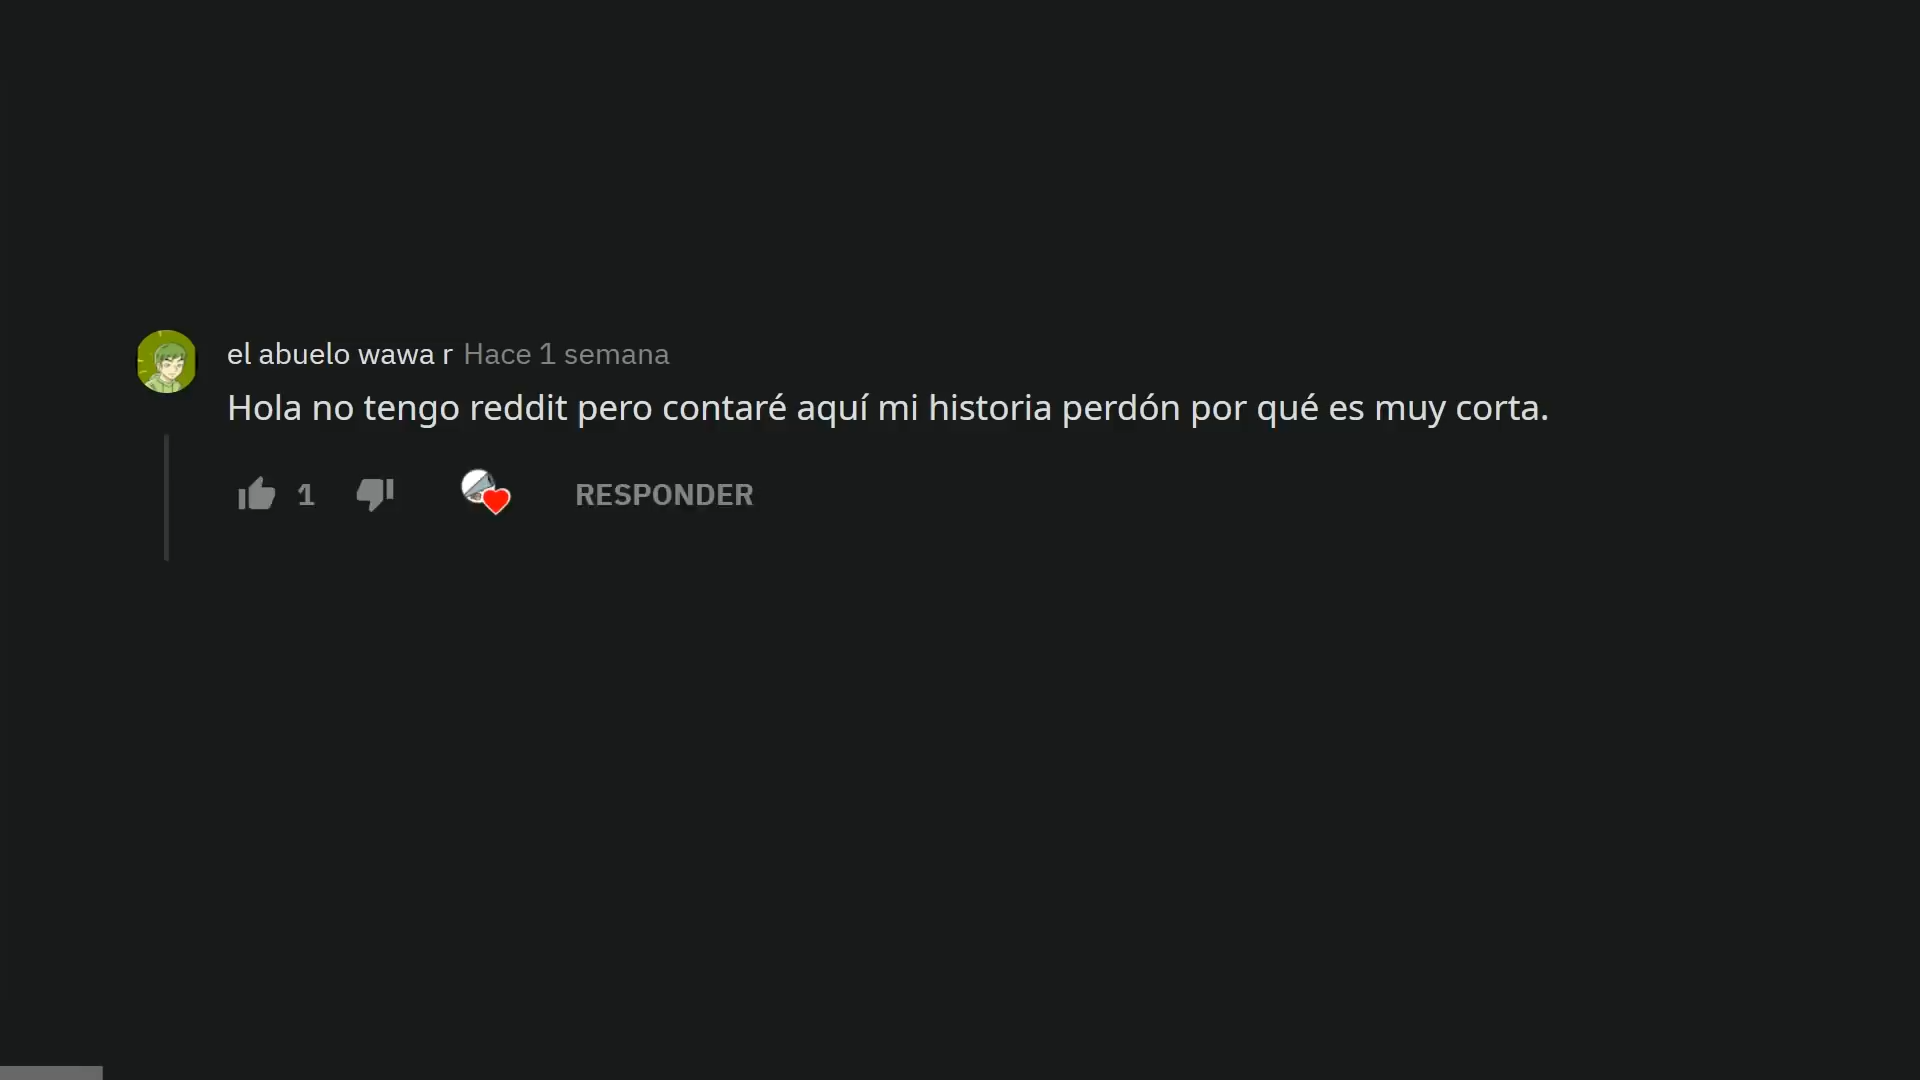 el abuelo wawa r Hace 1 semana
Hola no tengo reddit pero contaré aquí mi historia perdón por qué es muy corta.
1 RESPONDER